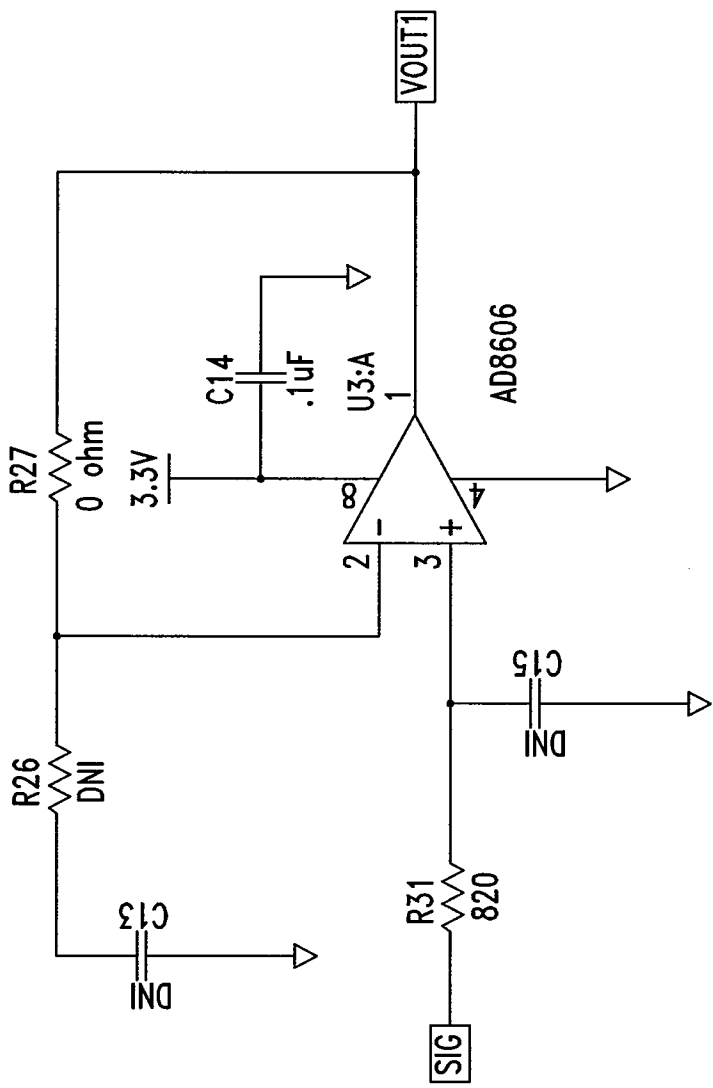 R27
0 ohm
3.3V
C14
.1uF
U3:A
8
1
VOUT1
2
-
3
+
4
AD8606
R26
DNI
C13
DNI
R31
820
C15
DNI
SIG